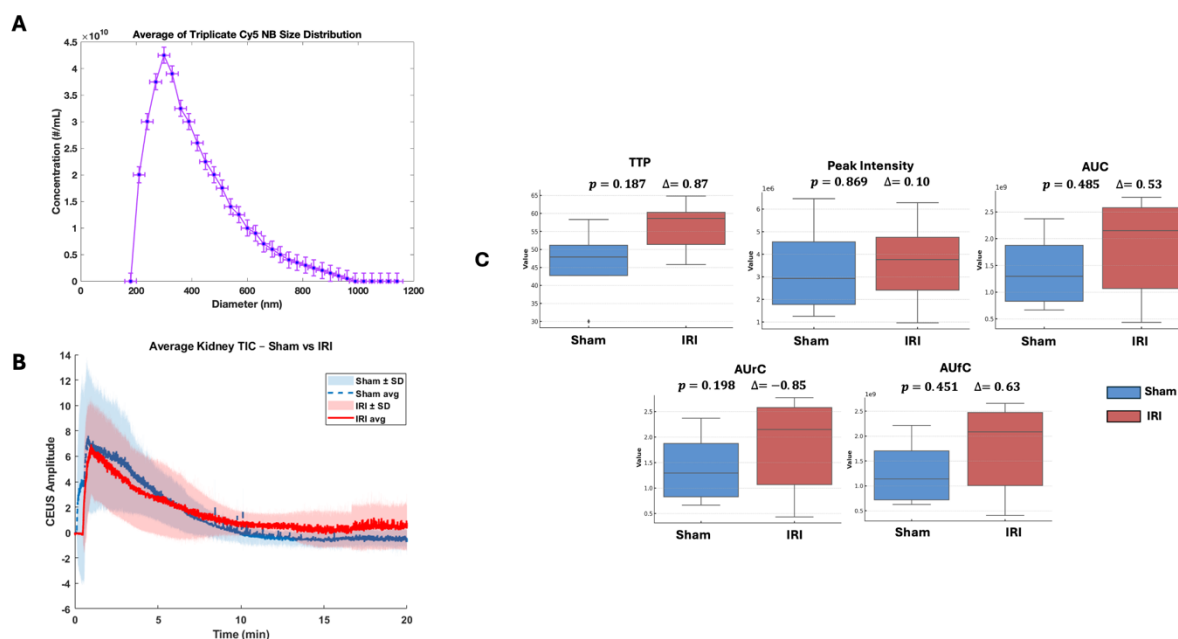 A
Average of Triplicate Cy5 NB Size Distribution
×10^10
4.5
4
3.5
3
2.5
2
1.5
1
0.5
0
Concentration (#/mL)
0 200 400 600 800 1000 1200
Diameter (nm)
B
Average Kidney TIC – Sham vs IRI
14
12
10
8
6
4
2
0
-2
-4
-6
CEUS Amplitude
Sham ± SD
Sham avg
IRI ± SD
IRI avg
0 5 10 15 20
Time (min)
C
TTP
p = 0.187 Δ= 0.87
65
60
55
50
45
40
35
30
Value
Sham IRI
Peak Intensity
p = 0.869 Δ= 0.10
1e6
6
5
4
3
2
1
Value
Sham IRI
AUC
p = 0.485 Δ= 0.53
1e9
2.5
2.0
1.5
1.0
0.5
Value
Sham IRI
AUrC
p = 0.198 Δ= −0.85
2.5
2.0
1.5
1.0
0.5
Value
Sham IRI
AUfC
p = 0.451 Δ= 0.63
1e9
2.5
2.0
1.5
1.0
0.5
Value
Sham IRI
Sham
IRI